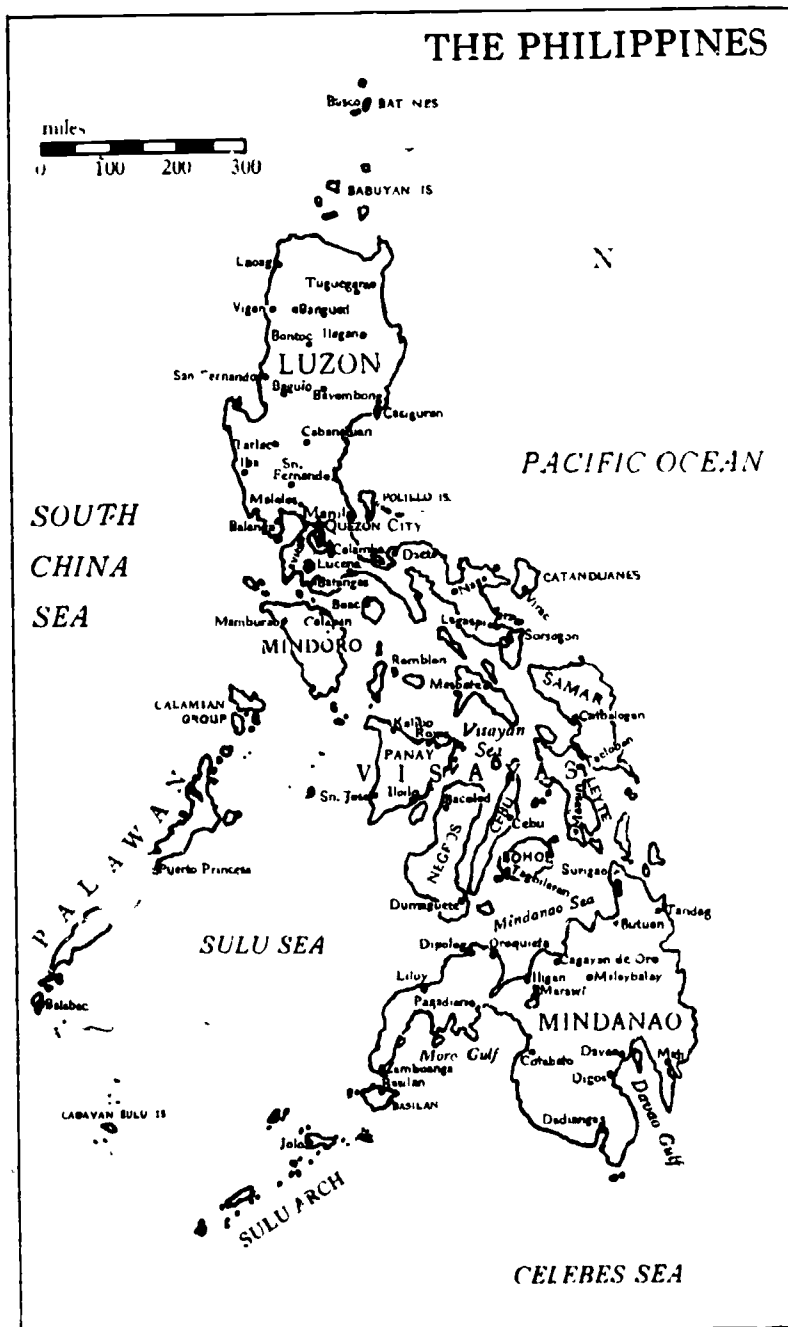 THE PHILIPPINES
Busco
BAT NES
miles
0 100 200 300
BABUYAN IS
N
Laoag
Tuguegarao
Vigan
Bangued
Bontoc
Ilagan
LUZON
San Fernando
Baguio
Bayombong
Casiguran
Cabanatuan
Tarlac
Iba
Sn.
Fernando
PACIFIC OCEAN
POLILLO IS.
Manila
QUEZON CITY
Balanga
SOUTH
CHINA
SEA
Calamba
Daet
Lucena
Batangas
Naga
CATANDUANES
Virac
Boac
Legaspi
Sorsogon
Mamburao
Calapan
MINDORO
Romblon
Masbate
SAMAR
CALAMIAN
GROUP
Catbalogan
Kalibo
Roxas
Visayan
Sea
PANAY
Tacloban
VISAYAS
LEYTE
Sn. Jose
Iloilo
Bacolod
CEBU
Cebu
NEGROS
BOHOL
Tagbilaran
Surigao
PALAWAN
Puerto Princesa
Dumaguete
Mindanao Sea
Tandag
Butuan
SULU SEA
Dipolog
Oroquieta
Cagayan de Oro
Liloy
Iligan
Malaybalay
Marawi
Balabac
Pagadian
MINDANAO
Moro Gulf
Cotabato
Davao
Mati
Digos
Zamboanga
Basilan
BASILAN
Davao Gulf
CAGAYAN SULU IS
Dadiangas
Jolo
SULU ARCH
CELEBES SEA